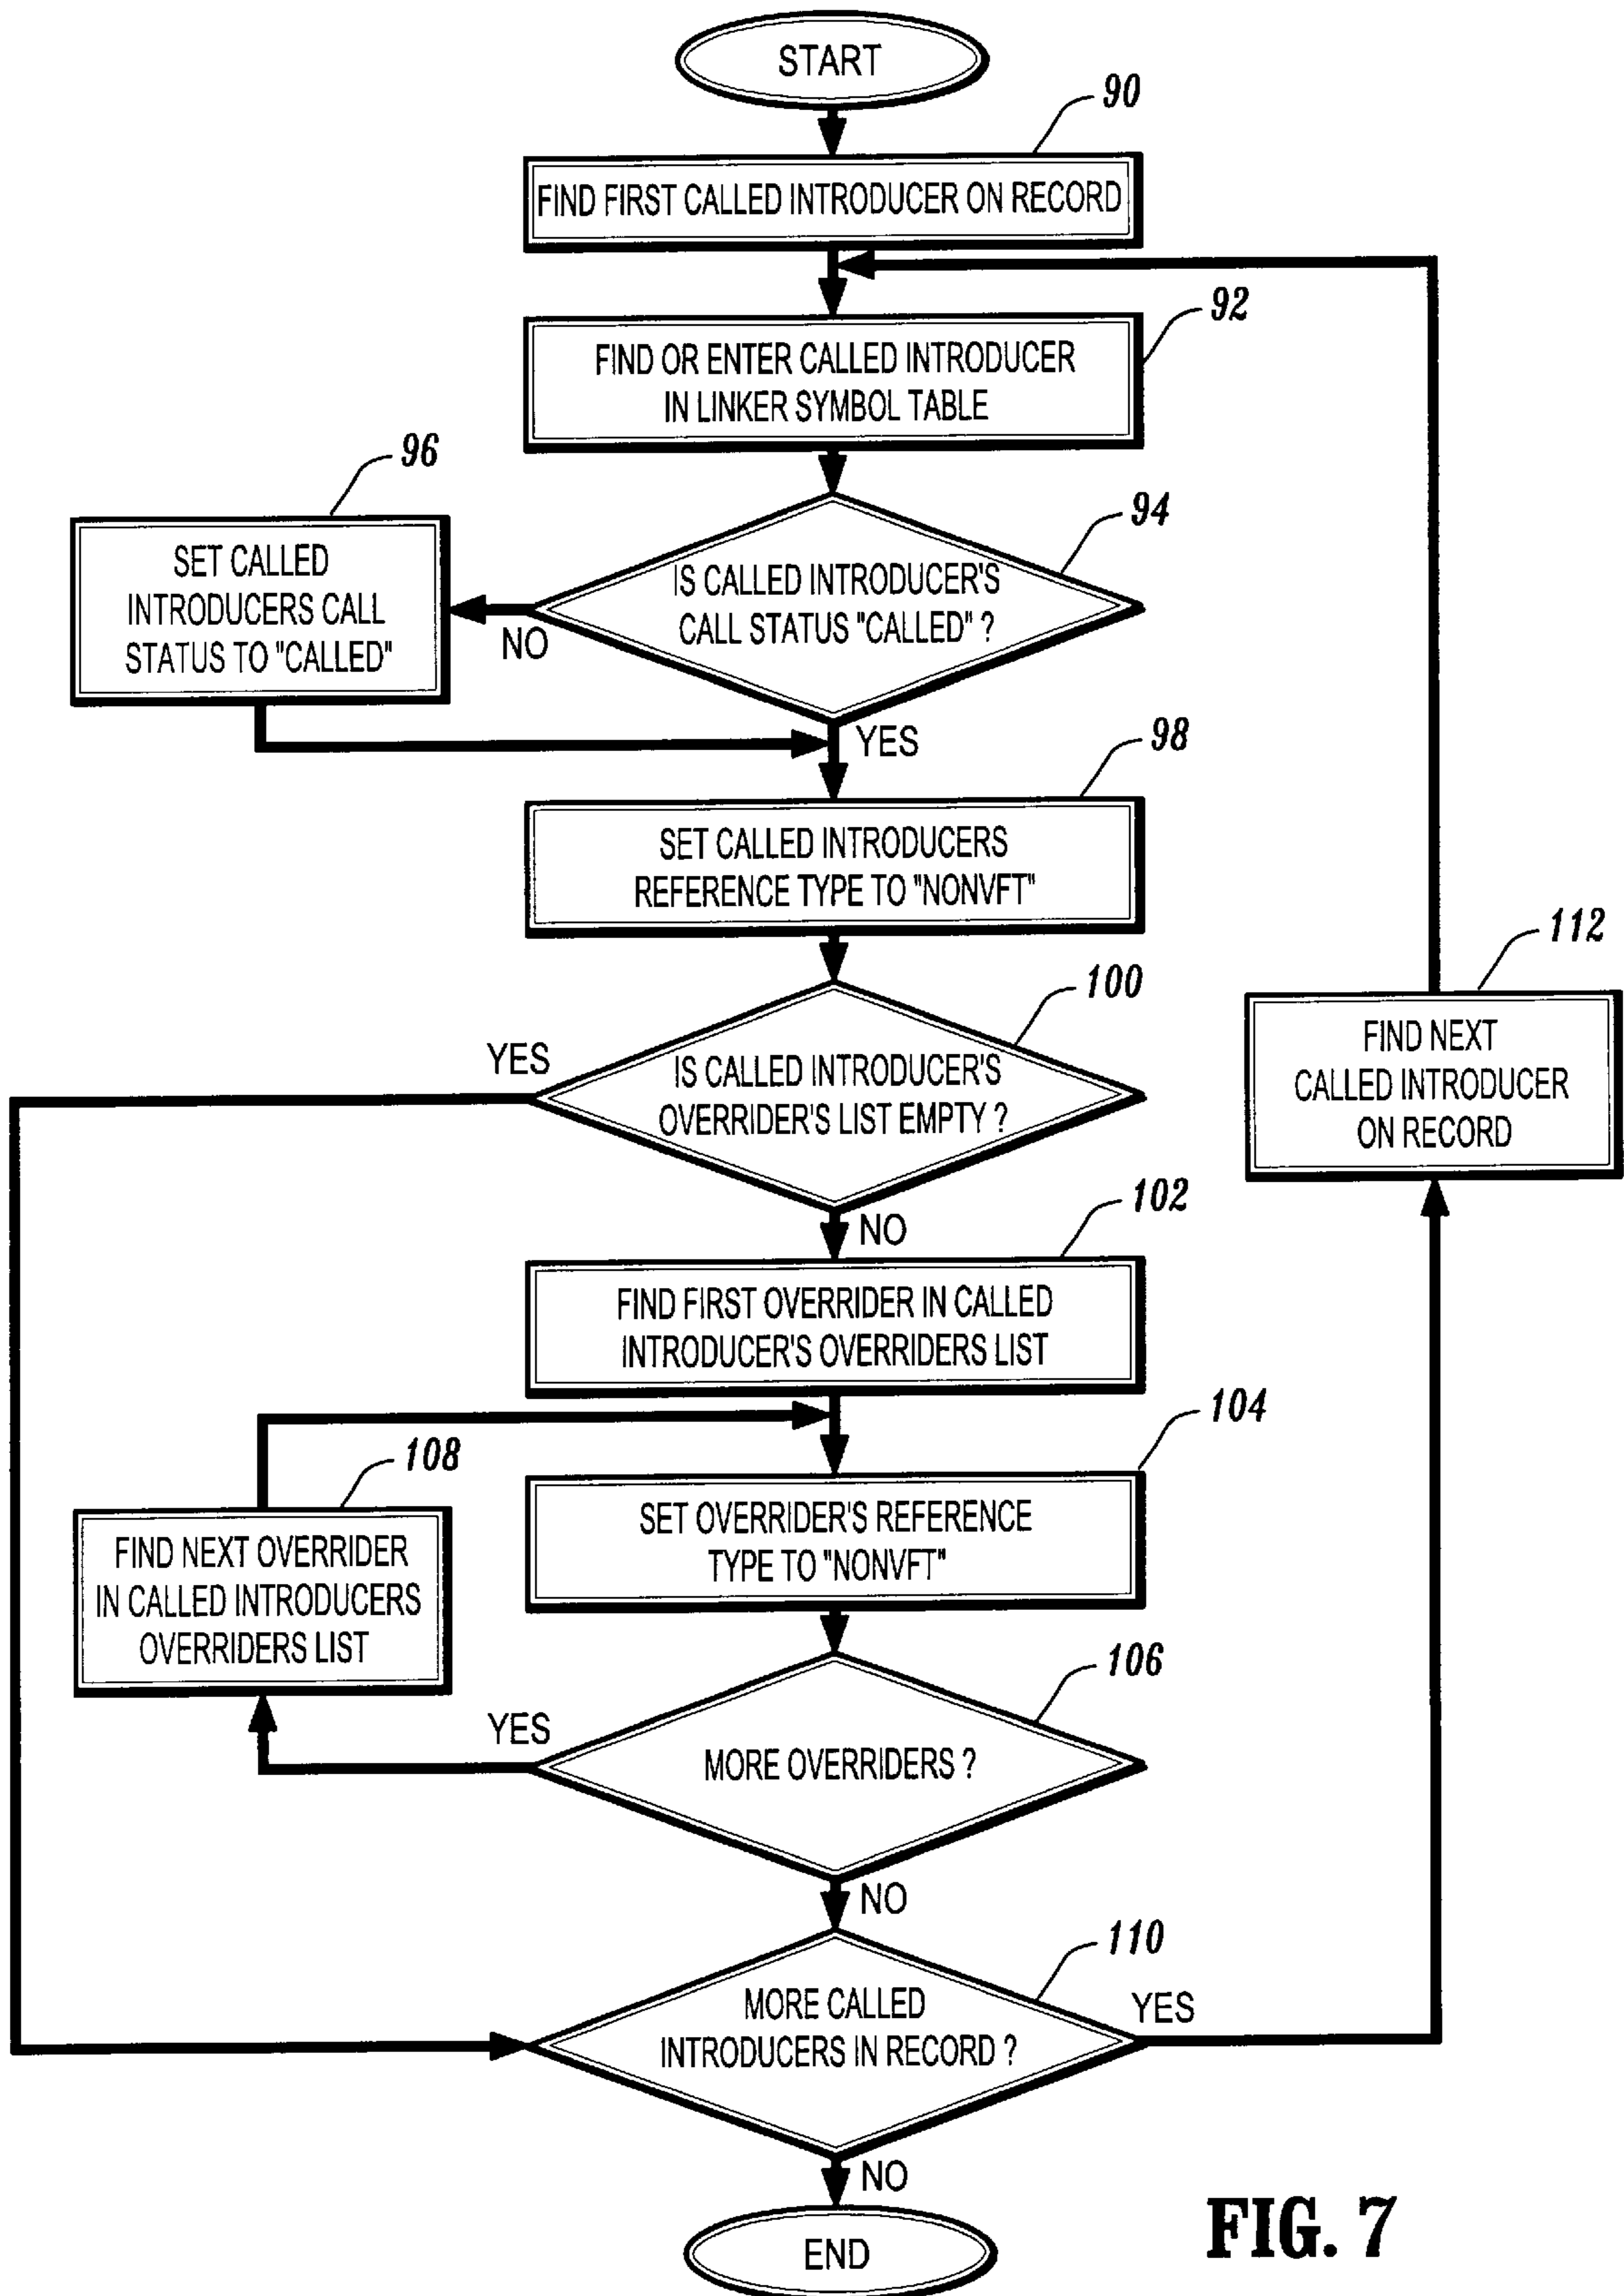 START
90
FIND FIRST CALLED INTRODUCER ON RECORD
92
FIND OR ENTER CALLED INTRODUCER
IN LINKER SYMBOL TABLE
96
SET CALLED
INTRODUCERS CALL
STATUS TO "CALLED"
94
IS CALLED INTRODUCER'S
CALL STATUS "CALLED" ?
NO
YES
98
SET CALLED INTRODUCERS
REFERENCE TYPE TO "NONVFT"
112
FIND NEXT
CALLED INTRODUCER
ON RECORD
100
YES
IS CALLED INTRODUCER'S
OVERRIDER'S LIST EMPTY ?
NO
102
FIND FIRST OVERRIDER IN CALLED
INTRODUCER'S OVERRIDERS LIST
104
SET OVERRIDER'S REFERENCE
TYPE TO "NONVFT"
108
FIND NEXT OVERRIDER
IN CALLED INTRODUCERS
OVERRIDERS LIST
106
YES
MORE OVERRIDERS ?
NO
110
MORE CALLED
INTRODUCERS IN RECORD ?
YES
NO
END
FIG. 7